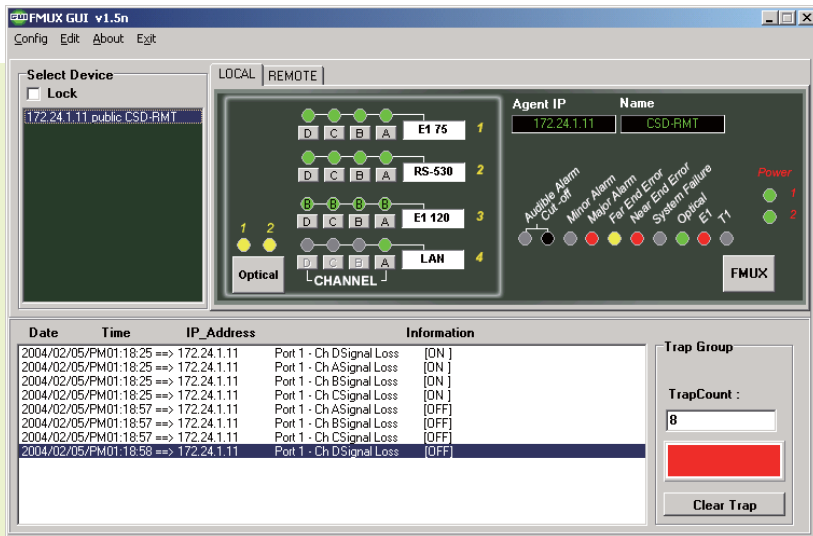 FMUX GUI v1.5n
Config Edit About Exit
Select Device
Lock
172.24.1.11 public CSD-RMT
LOCAL REMOTE
D C B A E1 75 1
D C B A RS-530 2
B B B B
D C B A E1 120 3
D C B A LAN 4
CHANNEL
1 2
Optical
Agent IP Name
172.24.1.11 CSD-RMT
Audible Alarm
Cut-off
Minor Alarm
Major Alarm
Far End Error
Near End Error
System Failure
Optical
E1
T1
Power
1
2
FMUX
Date Time IP_Address Information
2004/02/05/PM01:18:25 ==> 172.24.1.11 Port 1 - Ch DSignal Loss [ON ]
2004/02/05/PM01:18:25 ==> 172.24.1.11 Port 1 - Ch ASignal Loss [ON ]
2004/02/05/PM01:18:25 ==> 172.24.1.11 Port 1 - Ch BSignal Loss [ON ]
2004/02/05/PM01:18:25 ==> 172.24.1.11 Port 1 - Ch CSignal Loss [ON ]
2004/02/05/PM01:18:57 ==> 172.24.1.11 Port 1 - Ch ASignal Loss [OFF]
2004/02/05/PM01:18:57 ==> 172.24.1.11 Port 1 - Ch BSignal Loss [OFF]
2004/02/05/PM01:18:57 ==> 172.24.1.11 Port 1 - Ch CSignal Loss [OFF]
2004/02/05/PM01:18:58 ==> 172.24.1.11 Port 1 - Ch DSignal Loss [OFF]
Trap Group
TrapCount :
8
Clear Trap